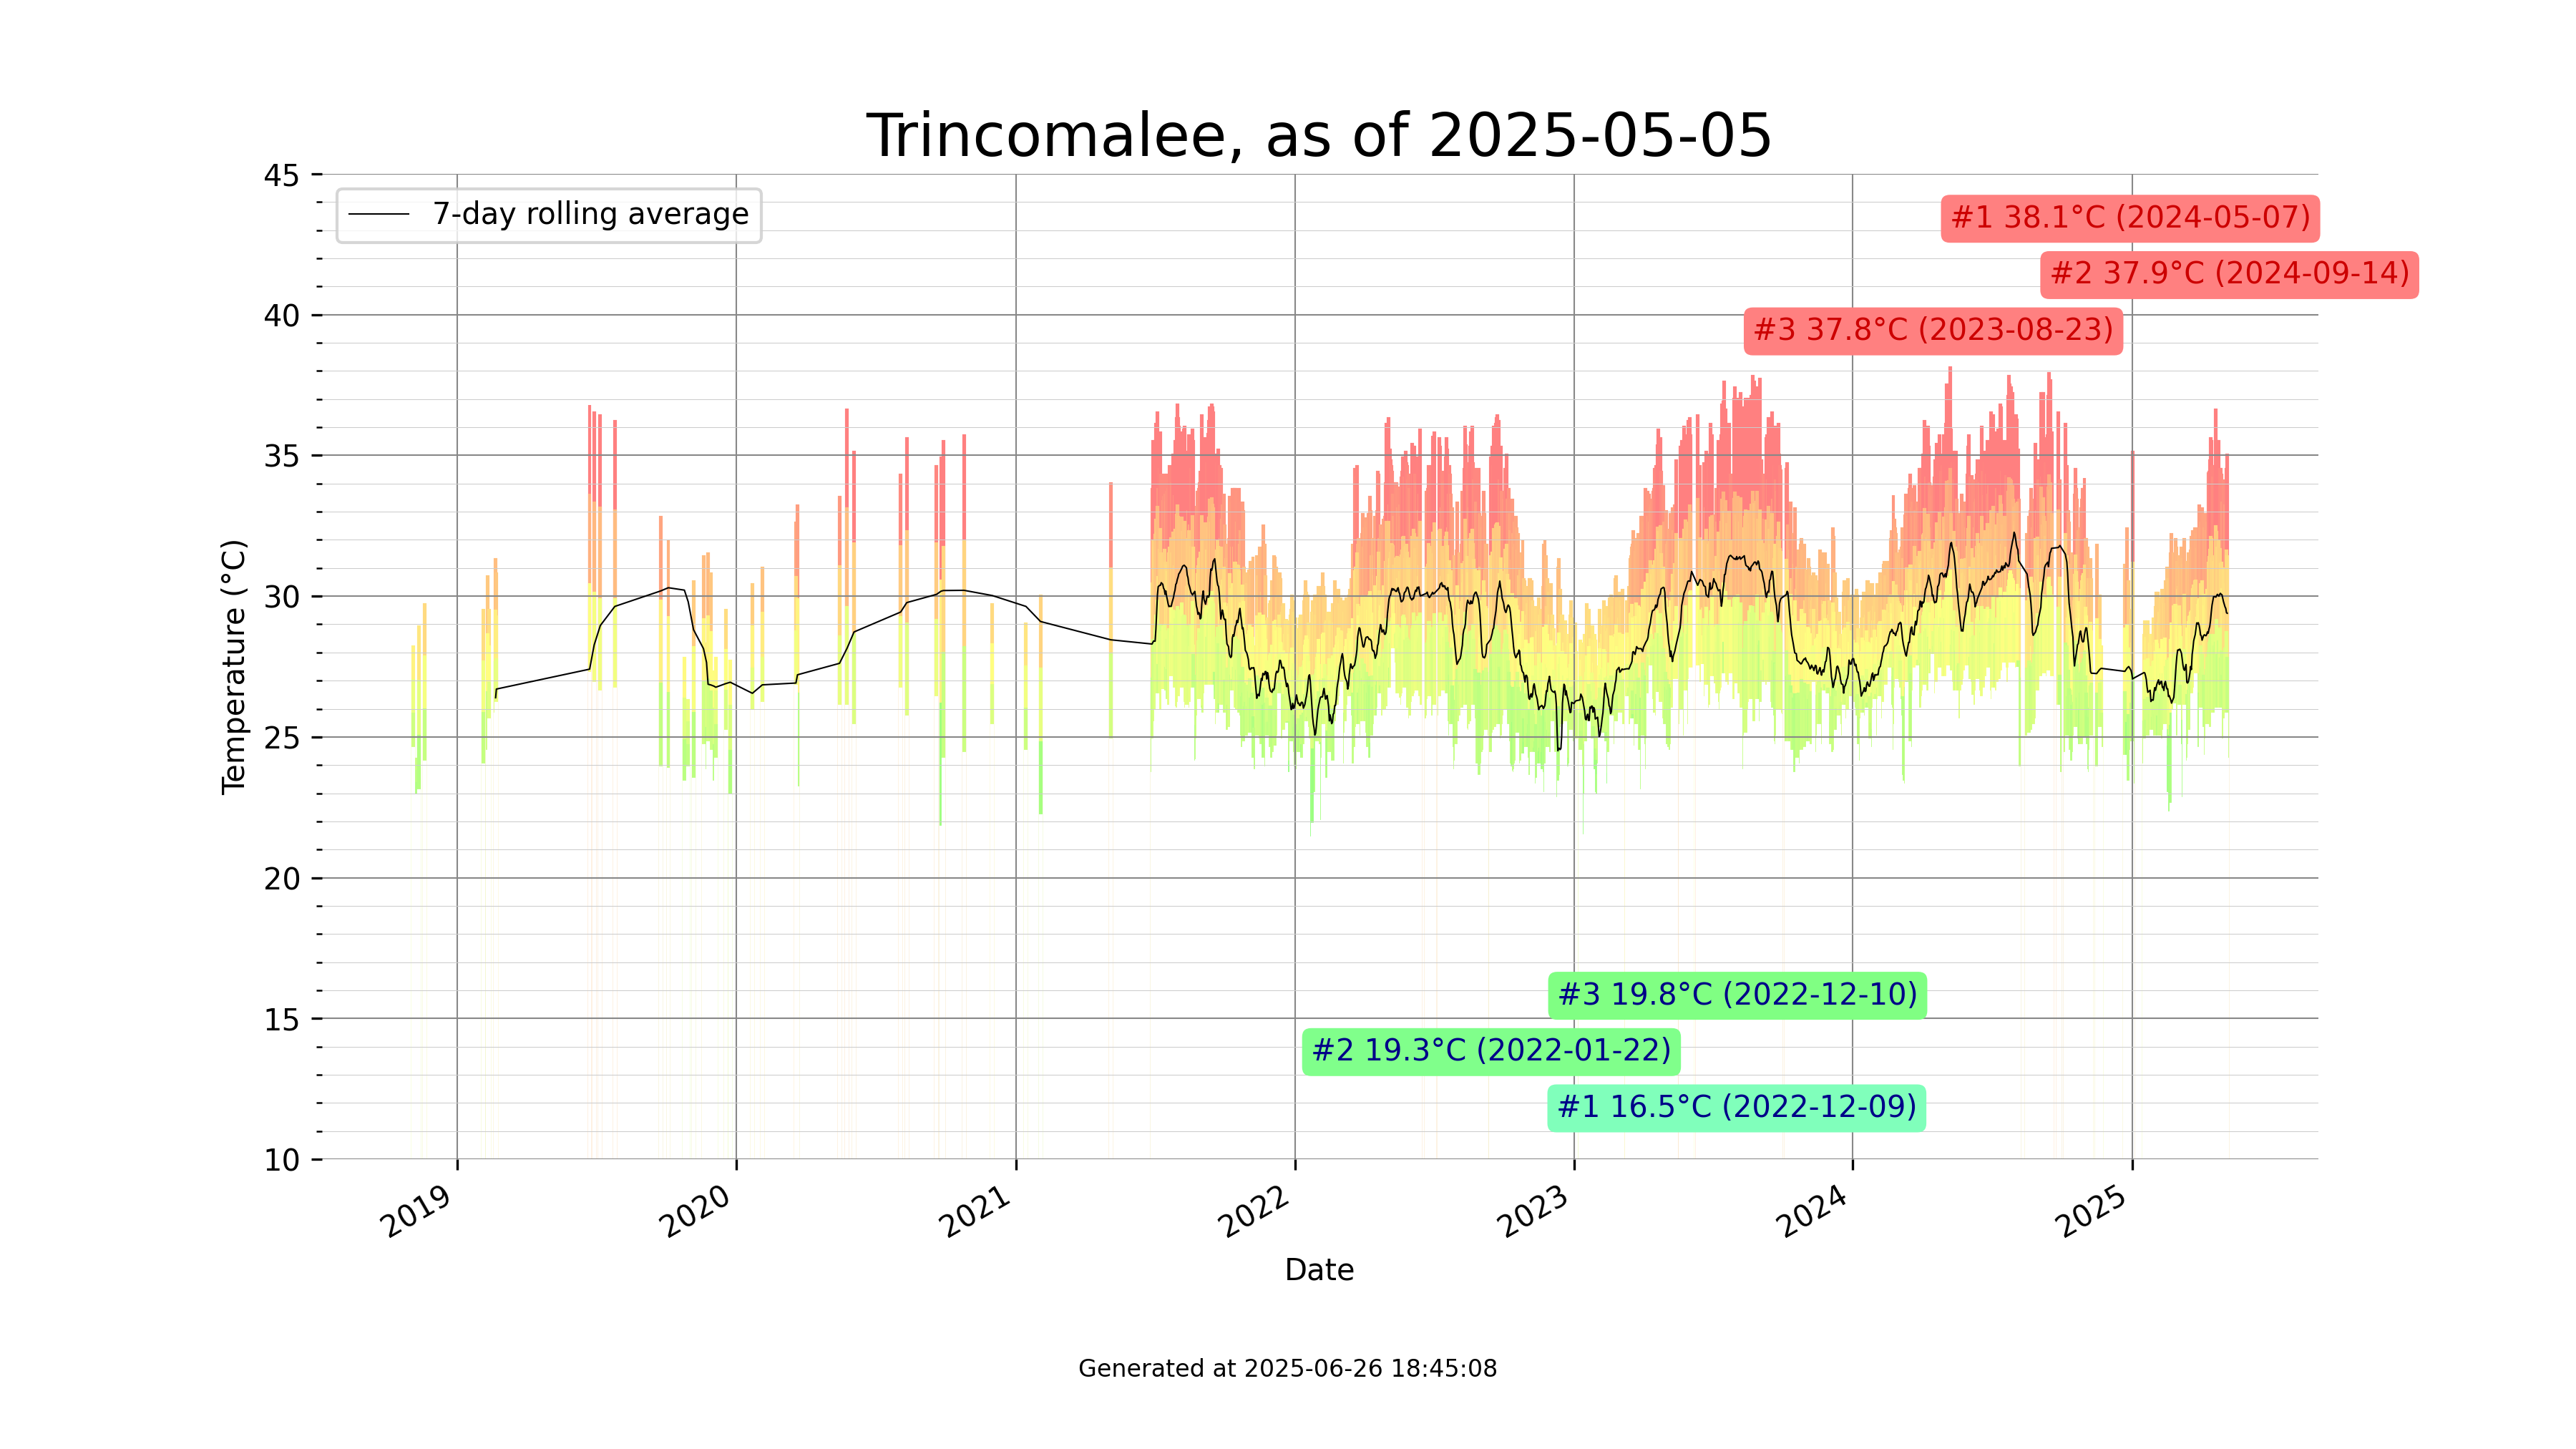 Trincomalee, as of 2025-05-05
45
7-day rolling average
#1 38.1°C (2024-05-07)
#2 37.9°C (2024-09-14)
40
#3 37.8°C (2023-08-23)
35
30
Temperature (°C)
25
20
#3 19.8°C (2022-12-10)
15
#2 19.3°C (2022-01-22)
#1 16.5°C (2022-12-09)
10
2019 2020 2021 2022 2023 2024 2025
Date
Generated at 2025-06-26 18:45:08